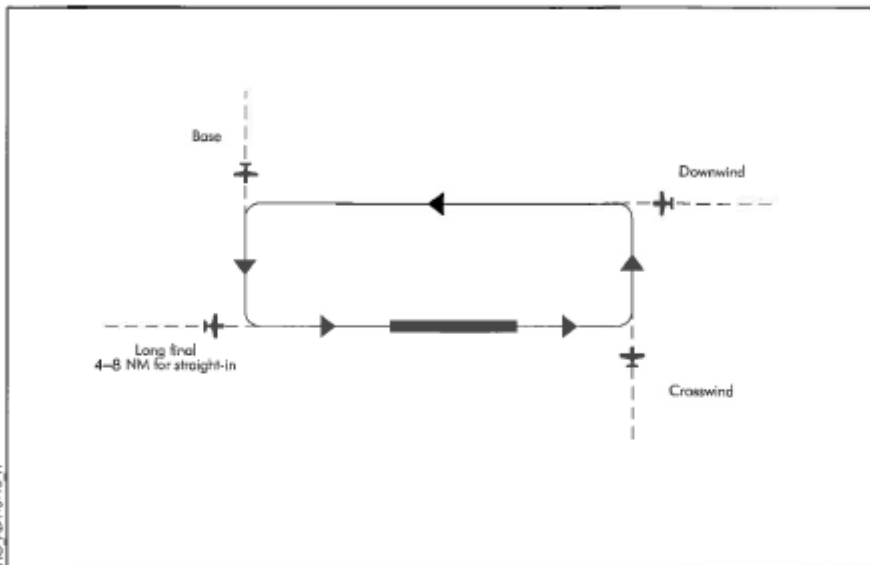 Base
Downwind
Long final
4–8 NM for straight-in
Crosswind